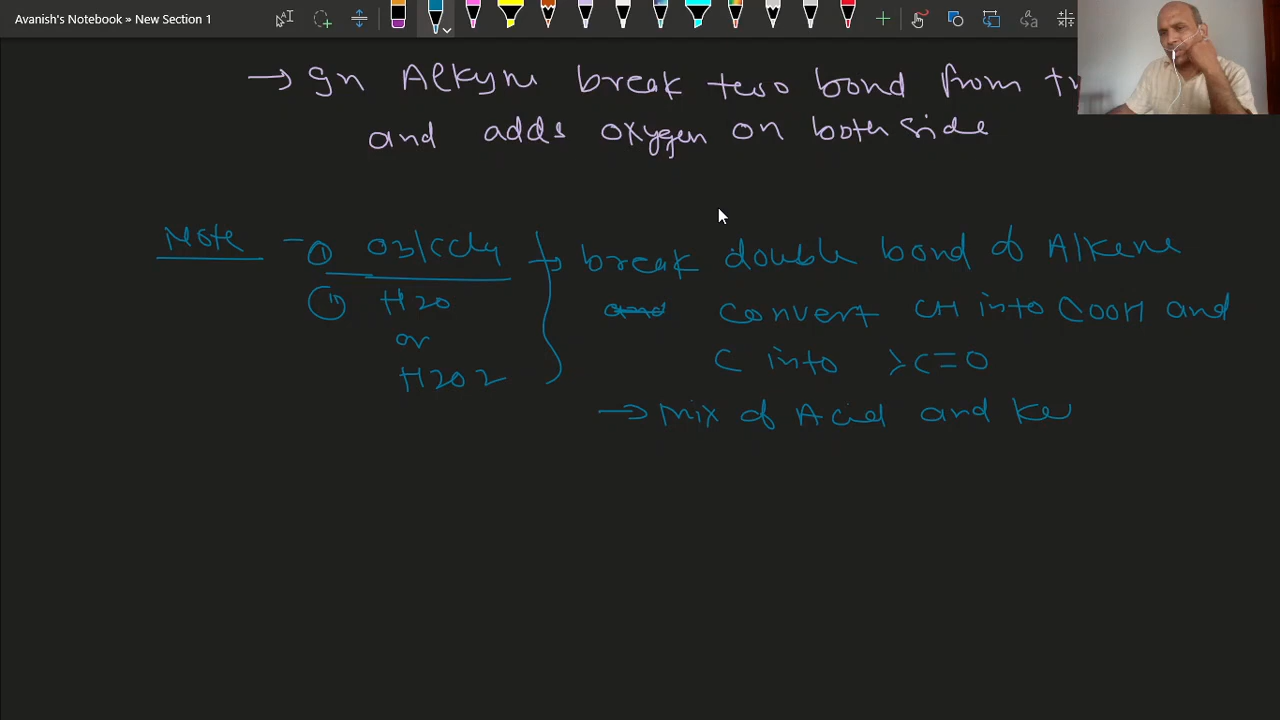 Avanish's Notebook » New Section 1
→ In Alkyne break two bond from
and adds oxygen on both side
Note - ① O3/CCl4 → break double bond of Alkene
② H2O and convert CH into COOH and
or
C into >C=O
H2O2
→ Mix of Acid and Ke